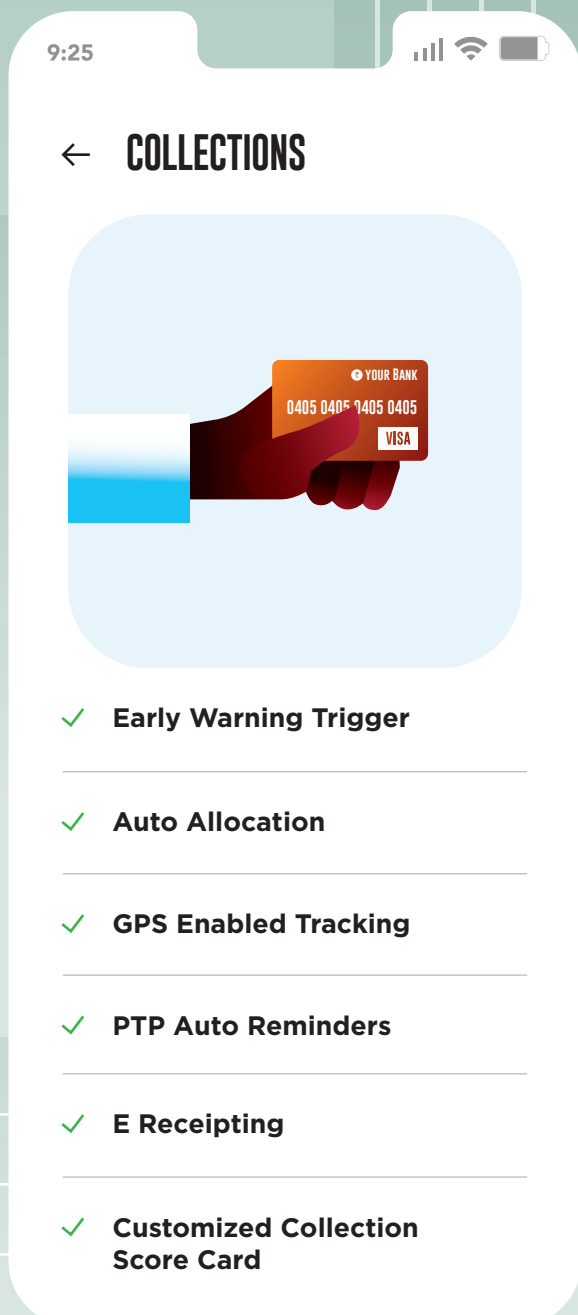 9:25
COLLECTIONS
YOUR BANK
0405 0405 0405 0405
VISA
Early Warning Trigger
Auto Allocation
GPS Enabled Tracking
PTP Auto Reminders
E Receipting
Customized Collection
Score Card